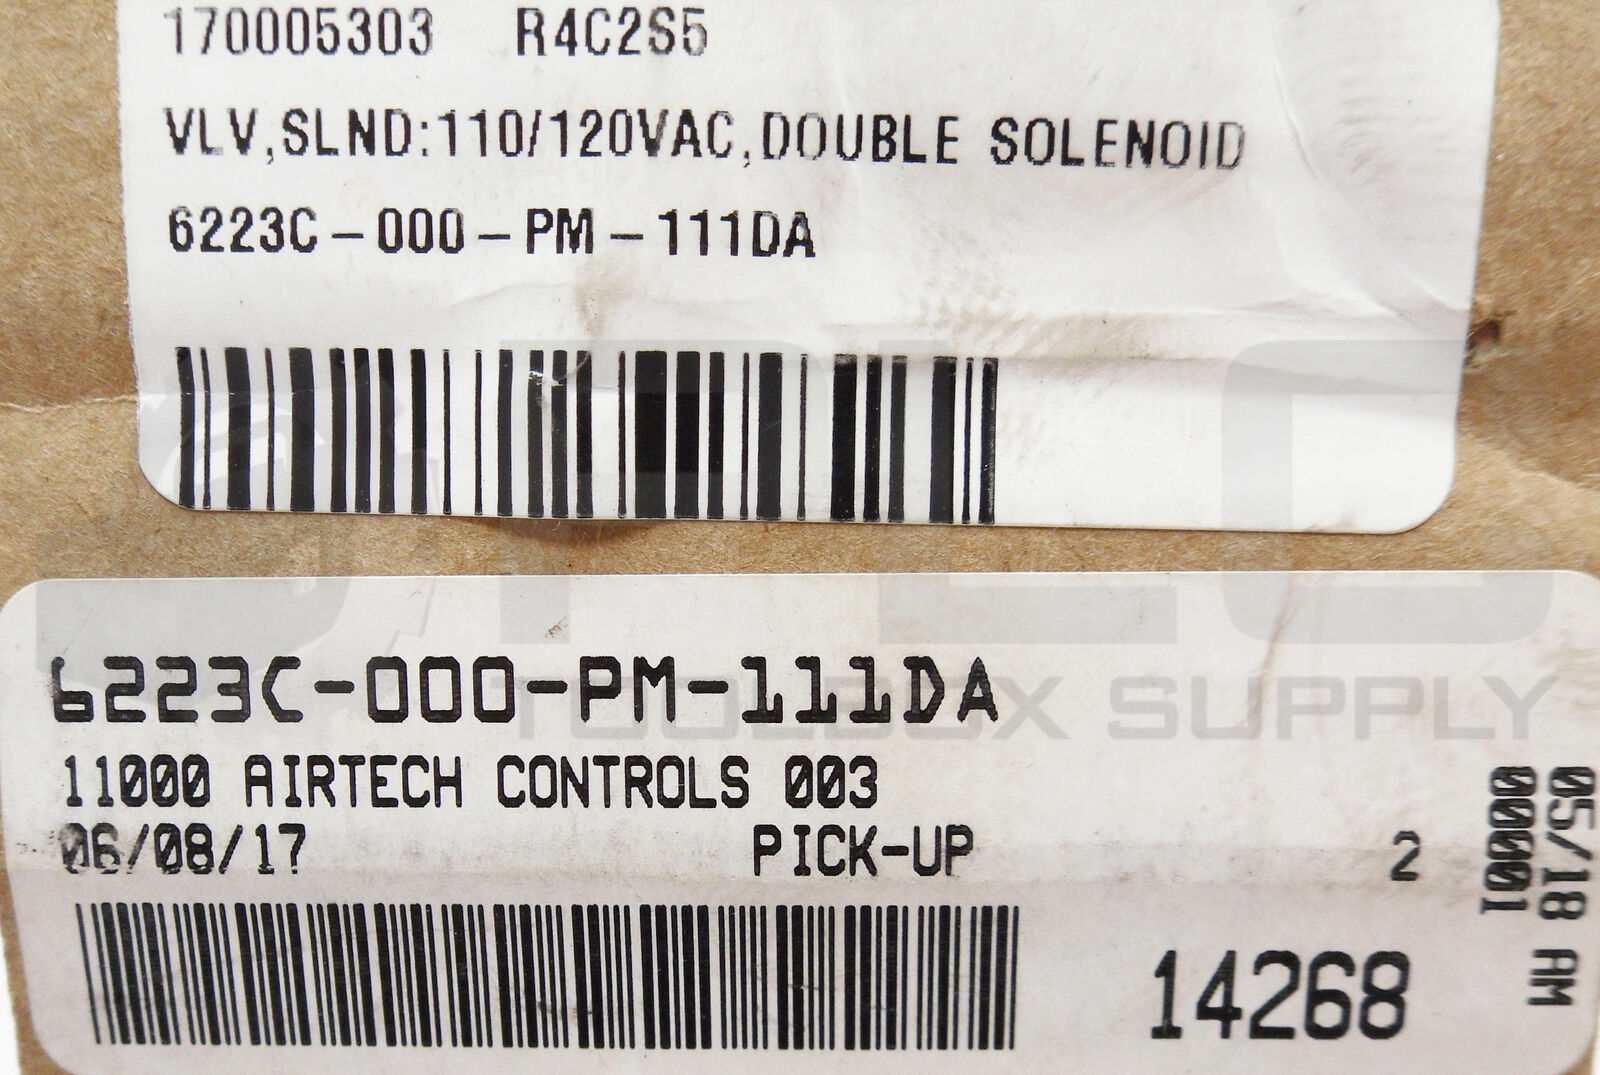 170005303 R4C2S5
VLV,SLND:110/120VAC,DOUBLE SOLENOID
6223C-000-PM-111DA
PLC
TOOLBOX SUPPLY
6223C-000-PM-111DA
11000 AIRTECH CONTROLS 003
06/08/17 PICK-UP 2
14268
05/18 AM
00001